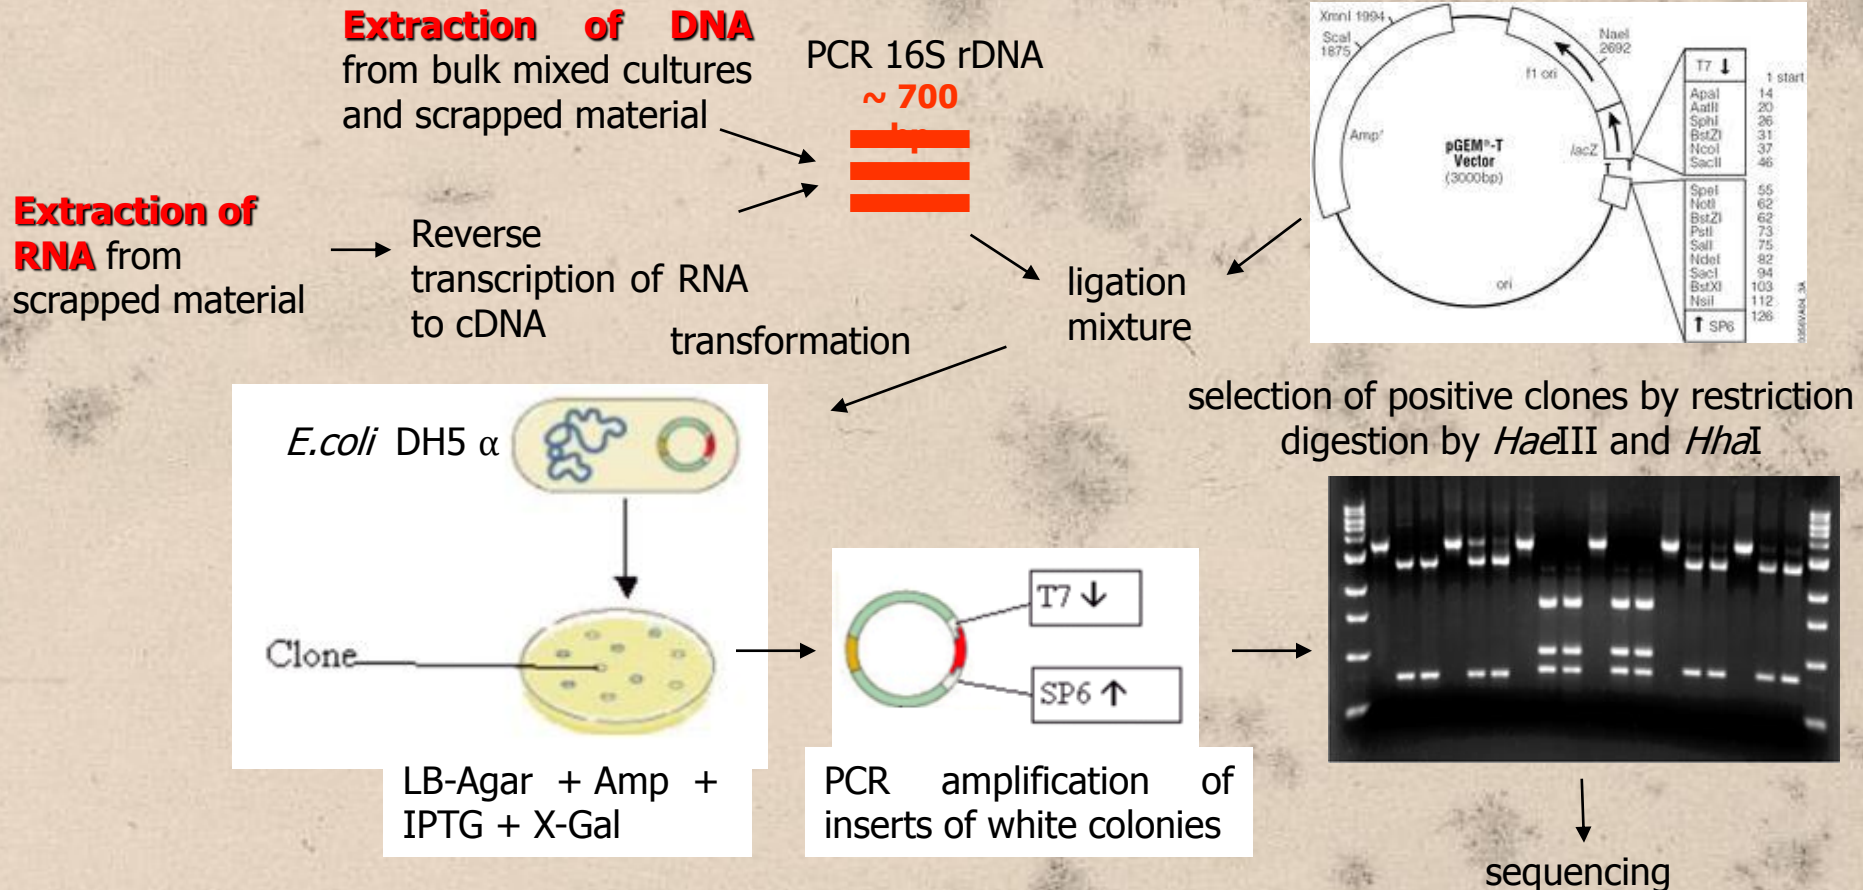 Extraction of DNA
from bulk mixed cultures
and scrapped material
PCR 16S rDNA
~ 700
bp
Extraction of
RNA from
scrapped material
Reverse
transcription of RNA
to cDNA
transformation
ligation
mixture
XmnI 1994
ScaI
1875
NaeI
2692
f1 ori
Ampʳ
pGEM®-T
Vector
(3000bp)
lacZ
T
T
ori
T7 ↓
1 start
ApaI 14
AatII 20
SphI 26
BstZI 31
NcoI 37
SacII 46
SpeI 55
NotI 62
BstZI 62
PstI 73
SalI 75
NdeI 82
SacI 94
BstXI 103
NsiI 112
↑ SP6 126
0356VA04_3A
E.coli DH5 α
Clone
LB-Agar + Amp +
IPTG + X-Gal
T7 ↓
SP6 ↑
PCR amplification of
inserts of white colonies
selection of positive clones by restriction
digestion by HaeIII and HhaI
sequencing